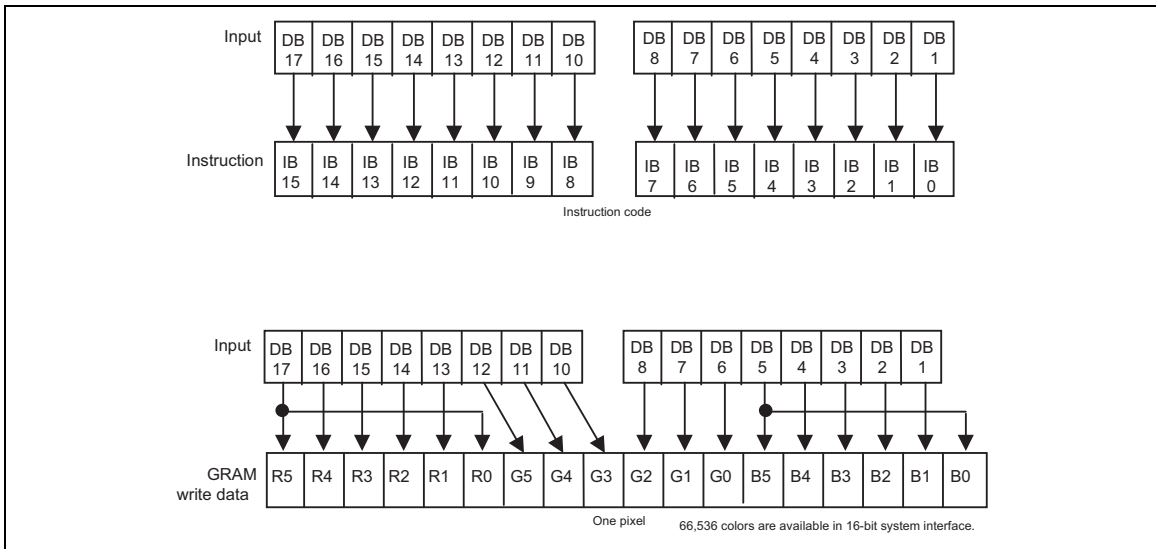 Input DB 17 DB 16 DB 15 DB 14 DB 13 DB 12 DB 11 DB 10 DB 8 DB 7 DB 6 DB 5 DB 4 DB 3 DB 2 DB 1
Instruction IB 15 IB 14 IB 13 IB 12 IB 11 IB 10 IB 9 IB 8 IB 7 IB 6 IB 5 IB 4 IB 3 IB 2 IB 1 IB 0
Instruction code
Input DB 17 DB 16 DB 15 DB 14 DB 13 DB 12 DB 11 DB 10 DB 8 DB 7 DB 6 DB 5 DB 4 DB 3 DB 2 DB 1
GRAM write data R5 R4 R3 R2 R1 R0 G5 G4 G3 G2 G1 G0 B5 B4 B3 B2 B1 B0
One pixel 66,536 colors are available in 16-bit system interface.